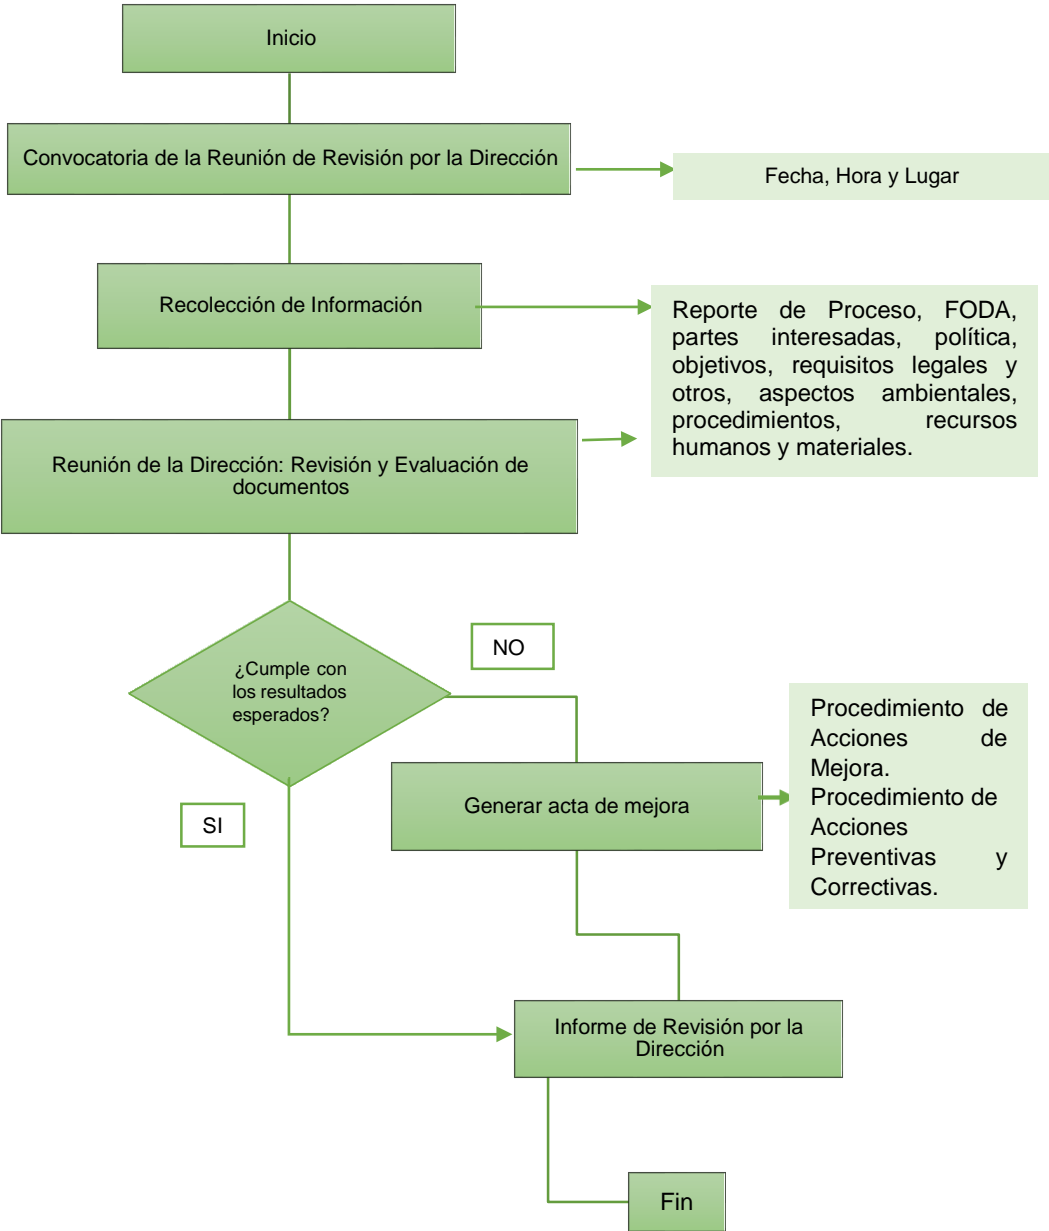 Inicio
Convocatoria de la Reunión de Revisión por la Dirección
Fecha, Hora y Lugar
Recolección de Información
Reporte de Proceso, FODA,
partes interesadas, política,
objetivos, requisitos legales y
otros, aspectos ambientales,
procedimientos, recursos
humanos y materiales.
Reunión de la Dirección: Revisión y Evaluación de
documentos
¿Cumple con
los resultados
esperados?
NO
Procedimiento de
Acciones de
Mejora.
Procedimiento de
Acciones
Preventivas y
Correctivas.
Generar acta de mejora
SI
Informe de Revisión por la
Dirección
Fin